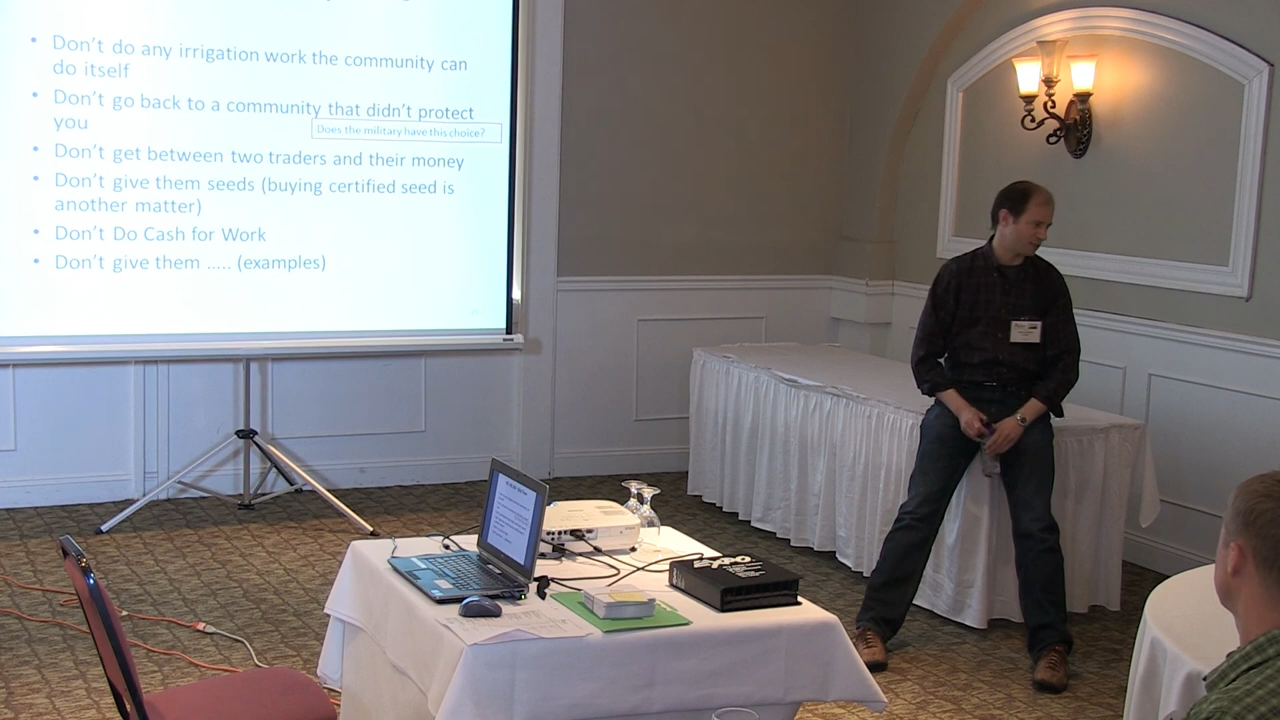 • Don't do any irrigation work the community can
do itself
• Don't go back to a community that didn't protect
you
Does the military have this choice?
• Don't get between two traders and their money
• Don't give them seeds (buying certified seed is
another matter)
• Don't Do Cash for Work
• Don't give them ..... (examples)